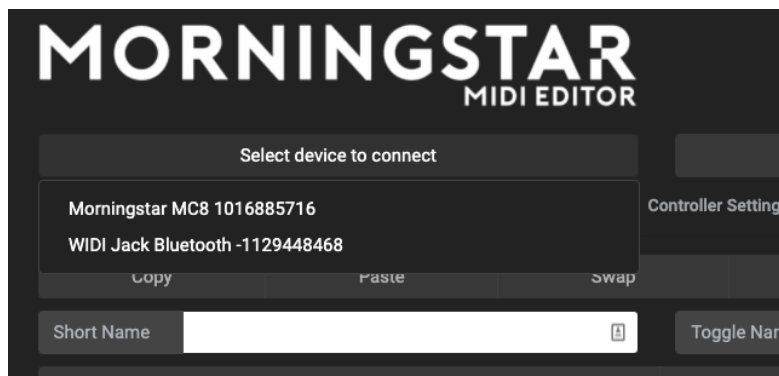 MORNINGSTAR
MIDI EDITOR
Select device to connect
Morningstar MC8 1016885716
WIDI Jack Bluetooth -1129448468
Controller Setting
Copy Paste Swap
Short Name
Toggle Nar